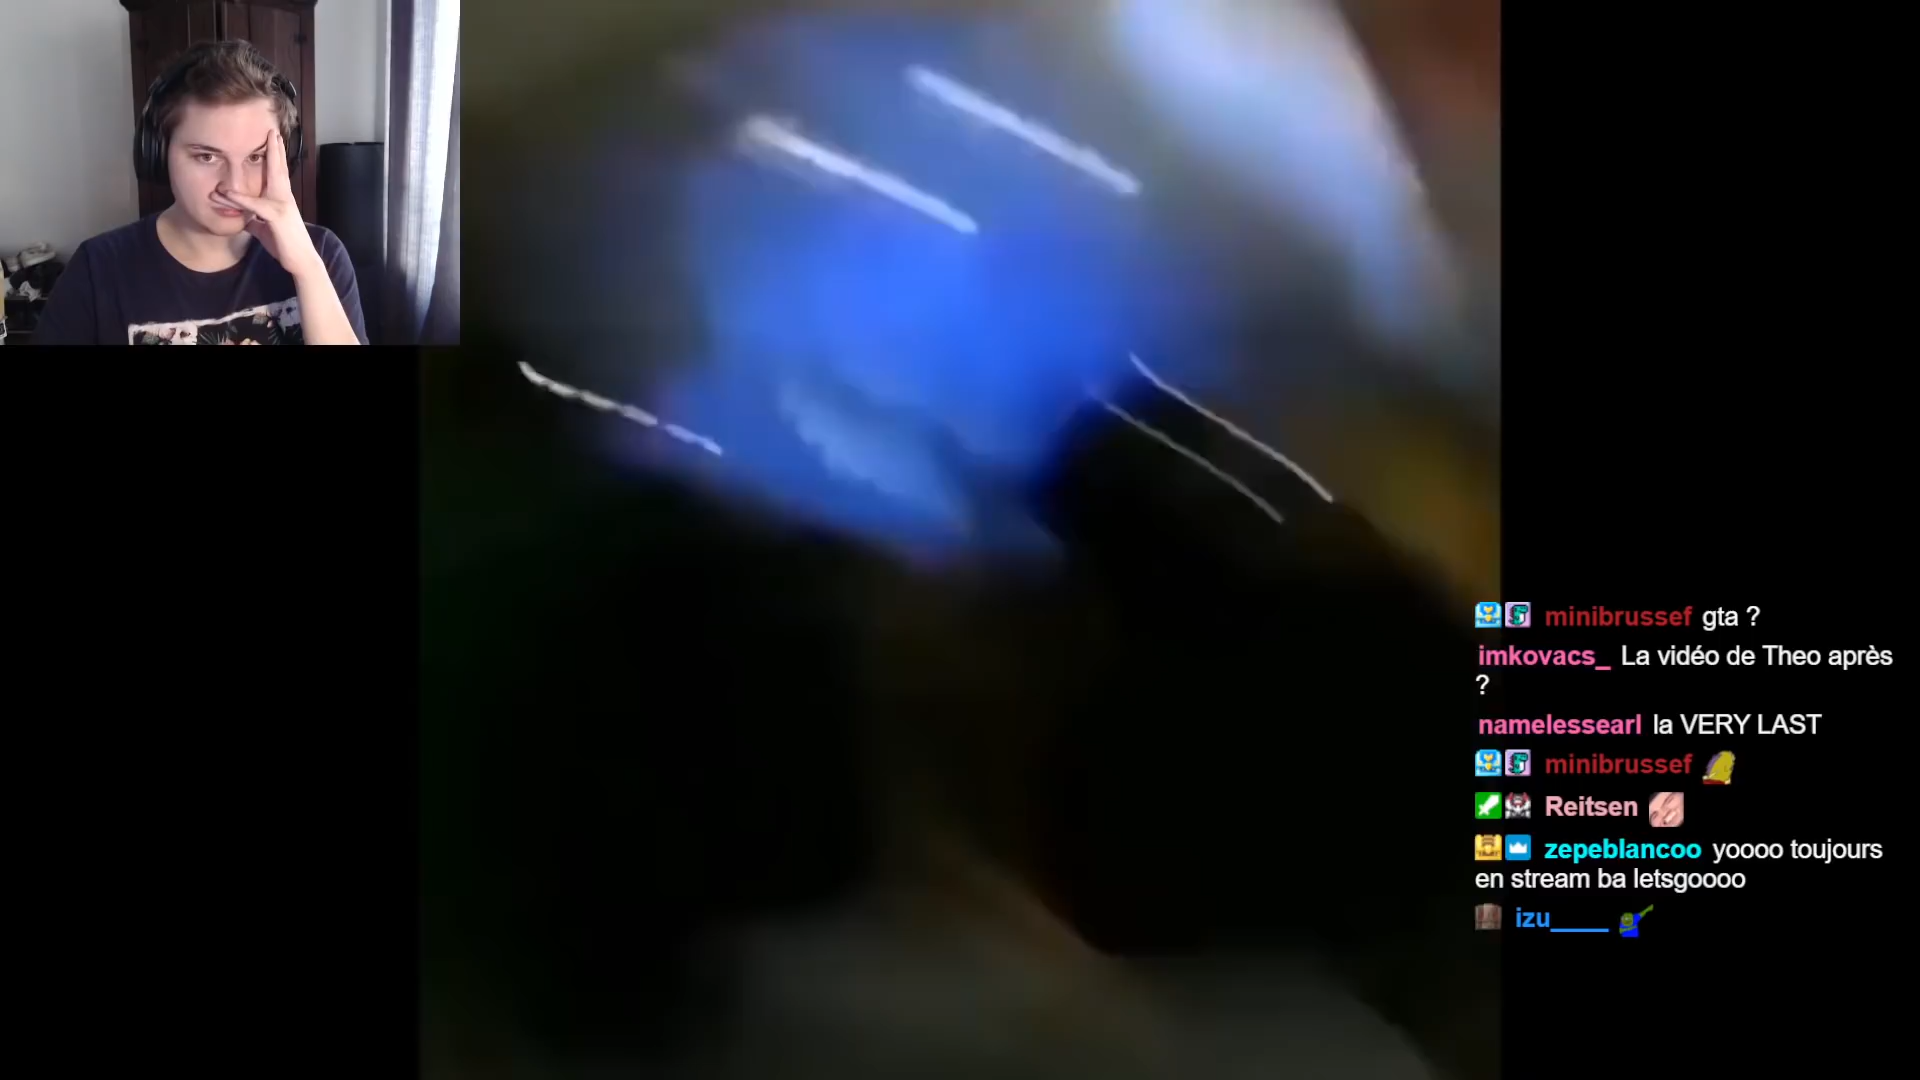 minibrussef gta ?
imkovacs_ La vidéo de Theo après
?
namelessearl la VERY LAST
minibrussef
Reitsen
zepeblancoo yoooo toujours
en stream ba letsgoooo
izu____